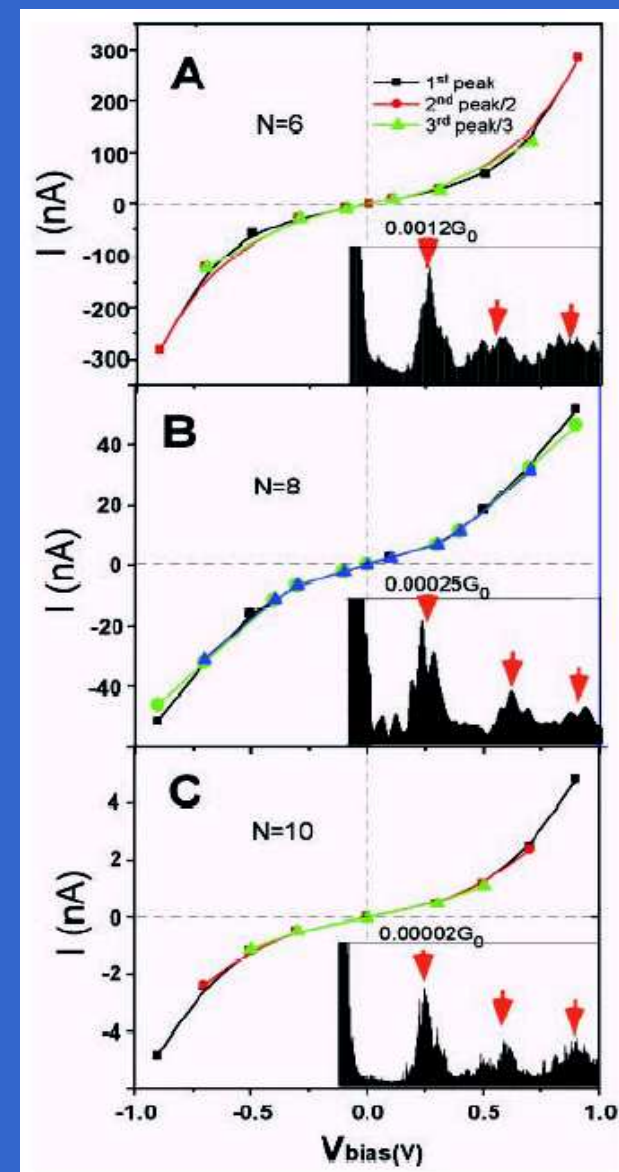 A
N=6
1st peak
2nd peak/2
3rd peak/3
0.0012G0
I (nA)
300
200
100
0
-100
-200
-300
B
N=8
0.00025G0
I (nA)
40
20
0
-20
-40
C
N=10
0.00002G0
I (nA)
4
2
0
-2
-4
-1.0 -0.5 0.0 0.5 1.0
Vbias(V)